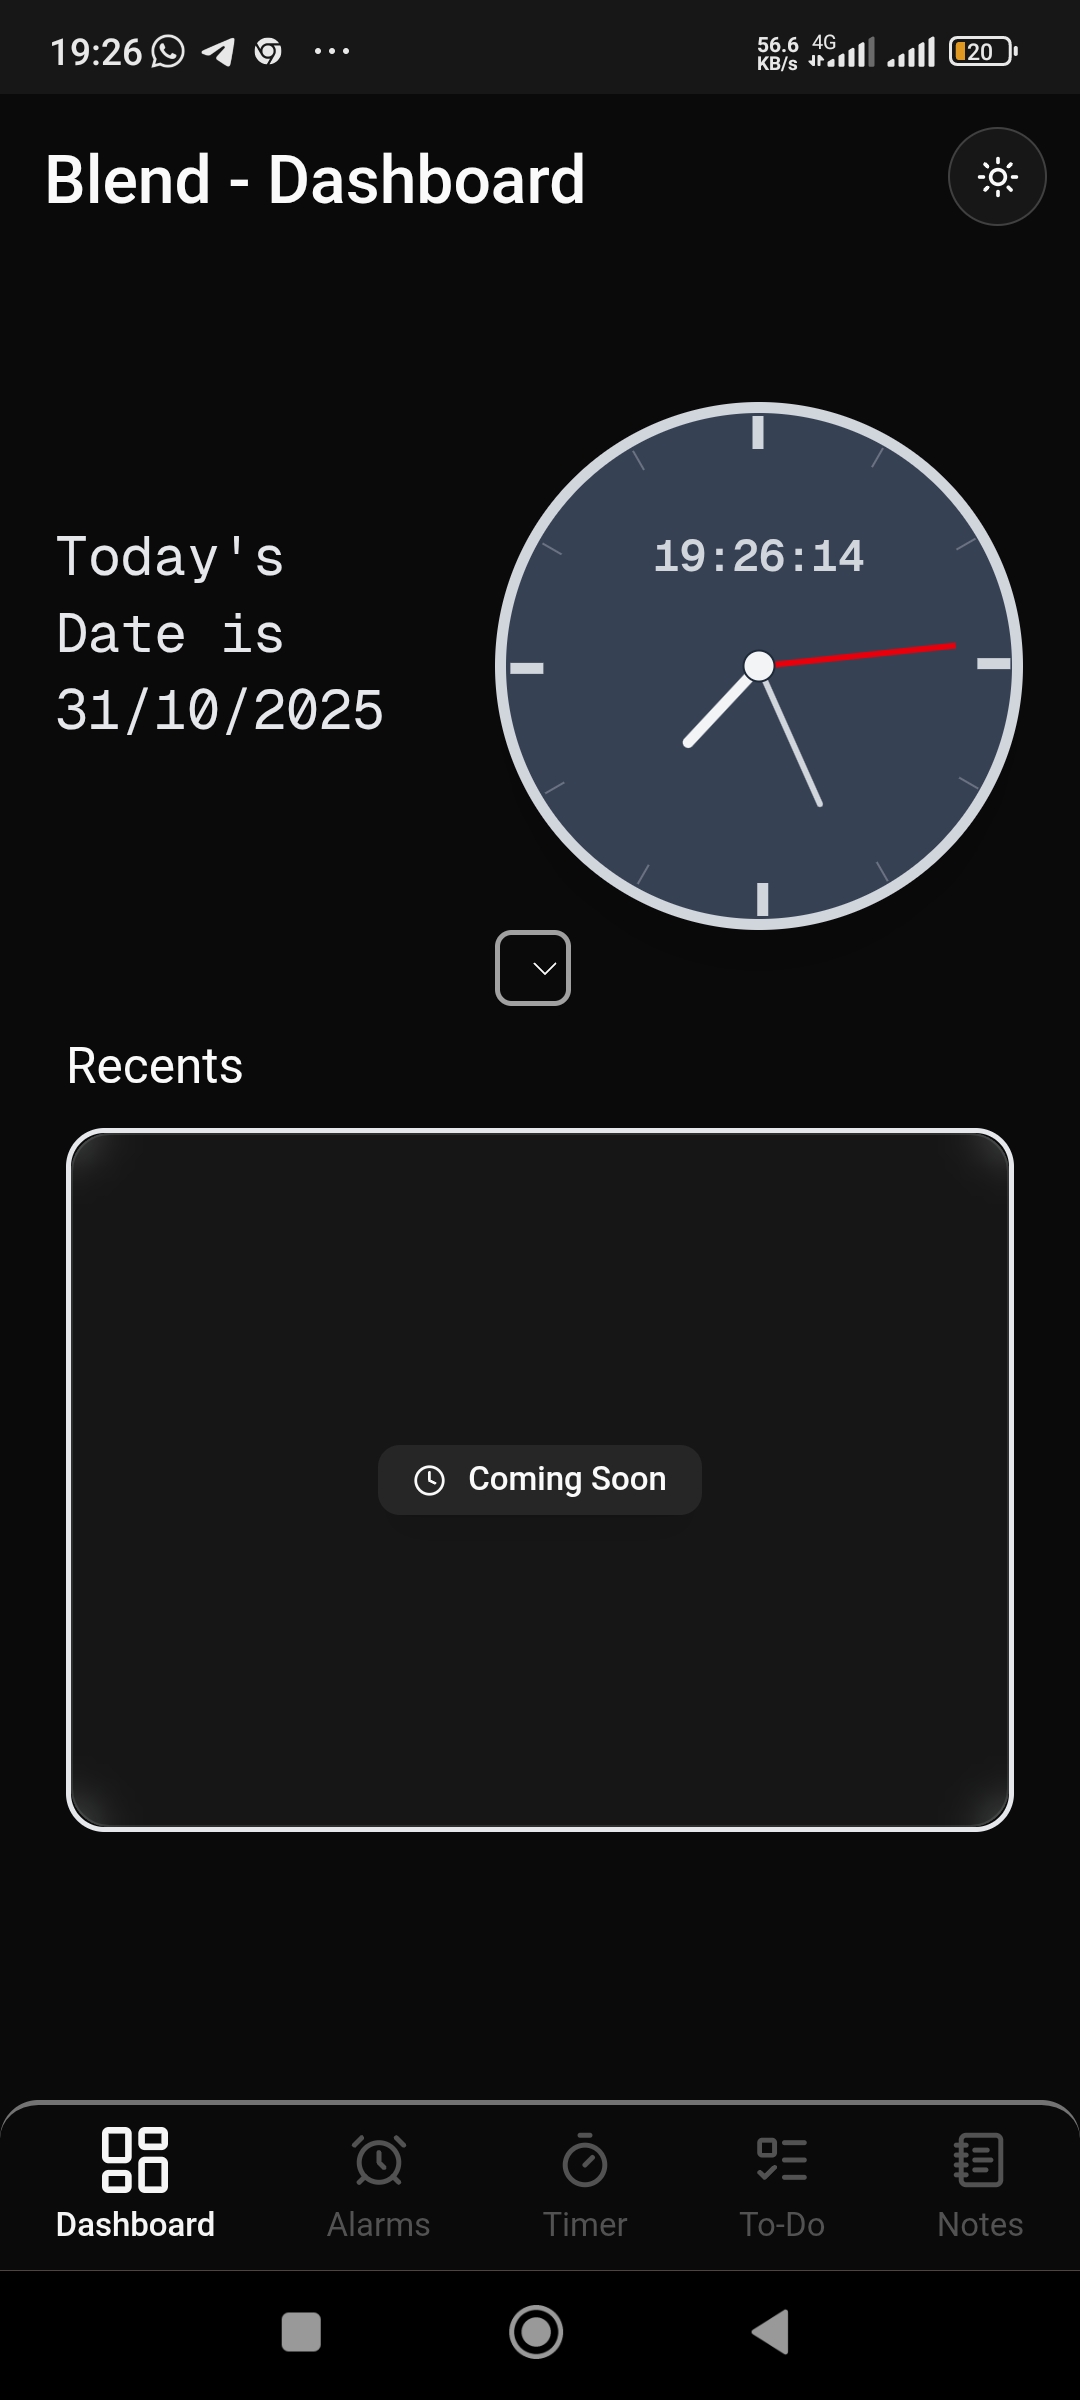 19:26
56.6 KB/s 4G 20
Blend - Dashboard
Today's
Date is
31/10/2025
19:26:14
Recents
Coming Soon
Dashboard Alarms Timer To-Do Notes